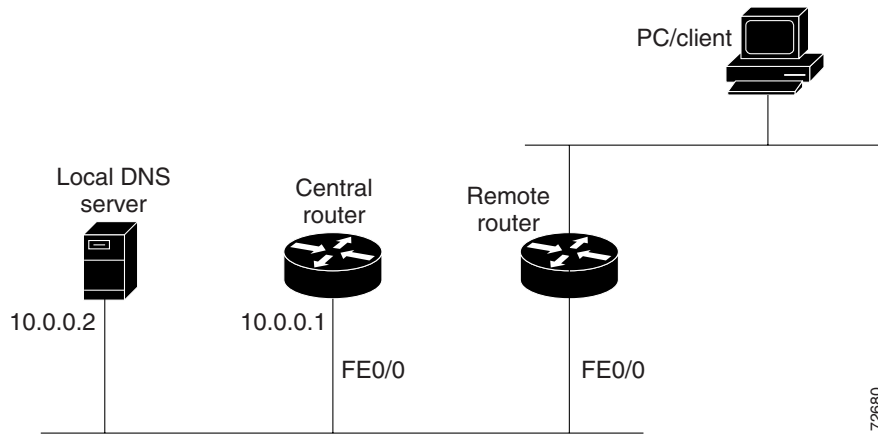 PC/client
Local DNS
server
Central
router
Remote
router
10.0.0.2
10.0.0.1
FE0/0
FE0/0
72680